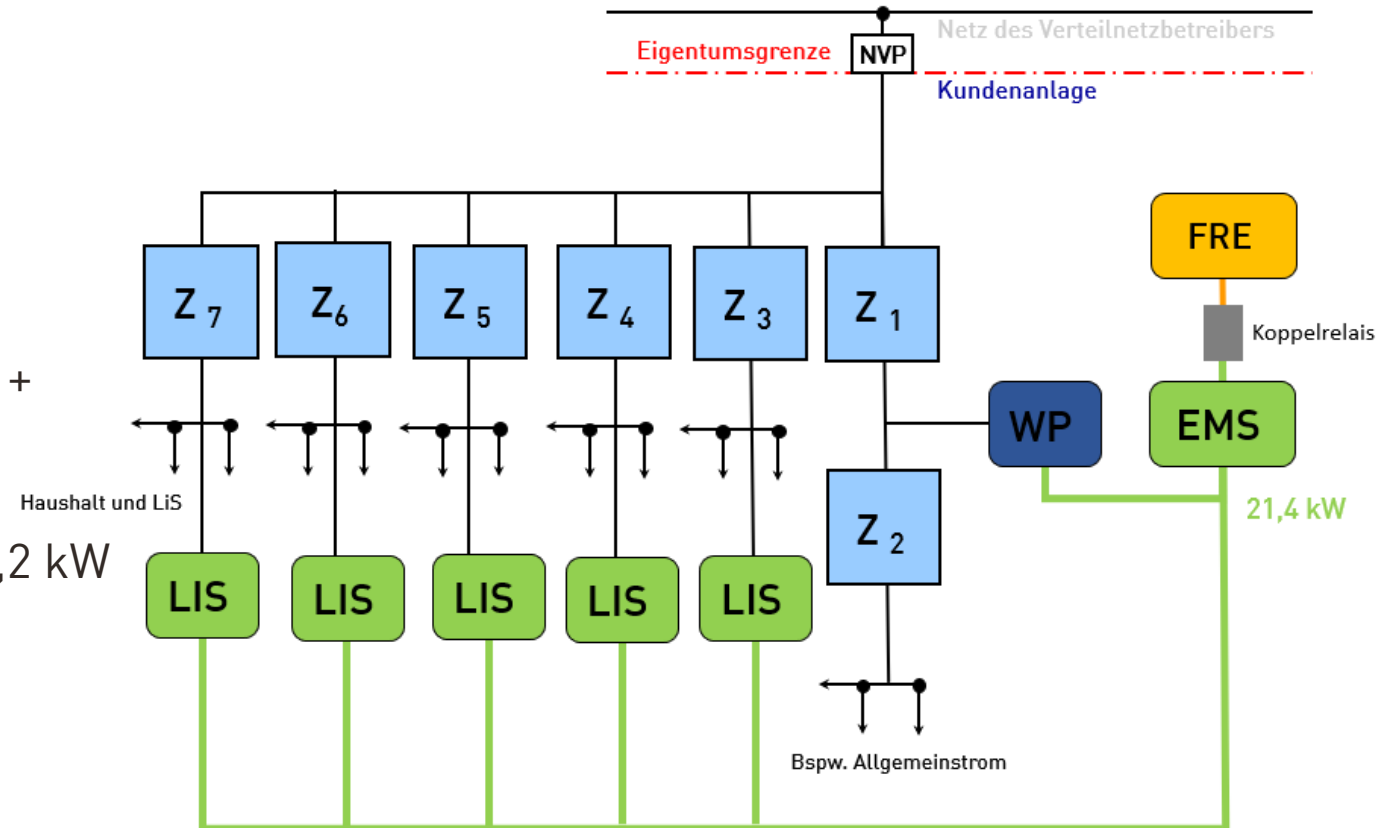 Netz des Verteilnetzbetreibers
Eigentumsgrenze
NVP
Kundenanlage
FRE
Koppelrelais
Z 7
Z 6
Z 5
Z 4
Z 3
Z 1
+
WP
EMS
Haushalt und LiS
21,4 kW
Z 2
,2 kW
LIS
LIS
LIS
LIS
LIS
Bspw. Allgemeinstrom